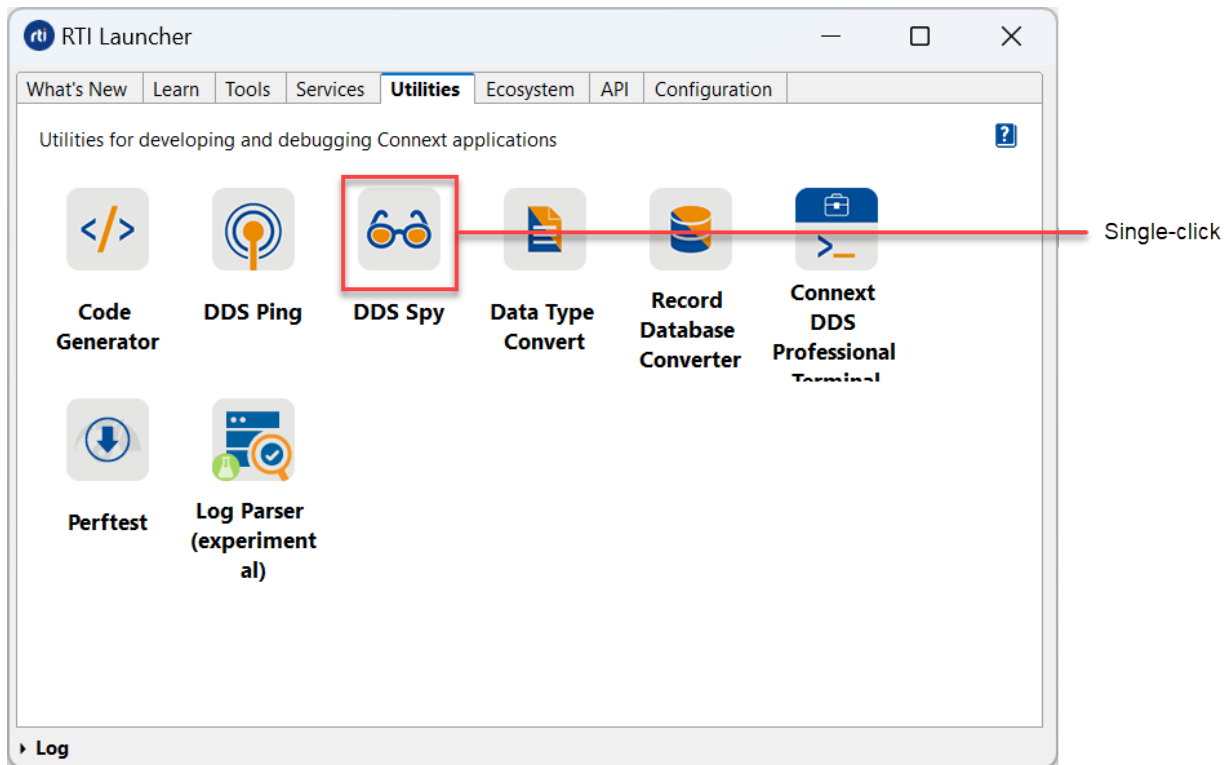 rti RTI Launcher
What's New Learn Tools Services Utilities Ecosystem API Configuration
Utilities for developing and debugging Connext applications
?
Single-click
Code
Generator
DDS Ping
DDS Spy
Data Type
Convert
Record
Database
Converter
Connext
DDS
Professional
Terminal
Perftest
Log Parser
(experiment
al)
Log